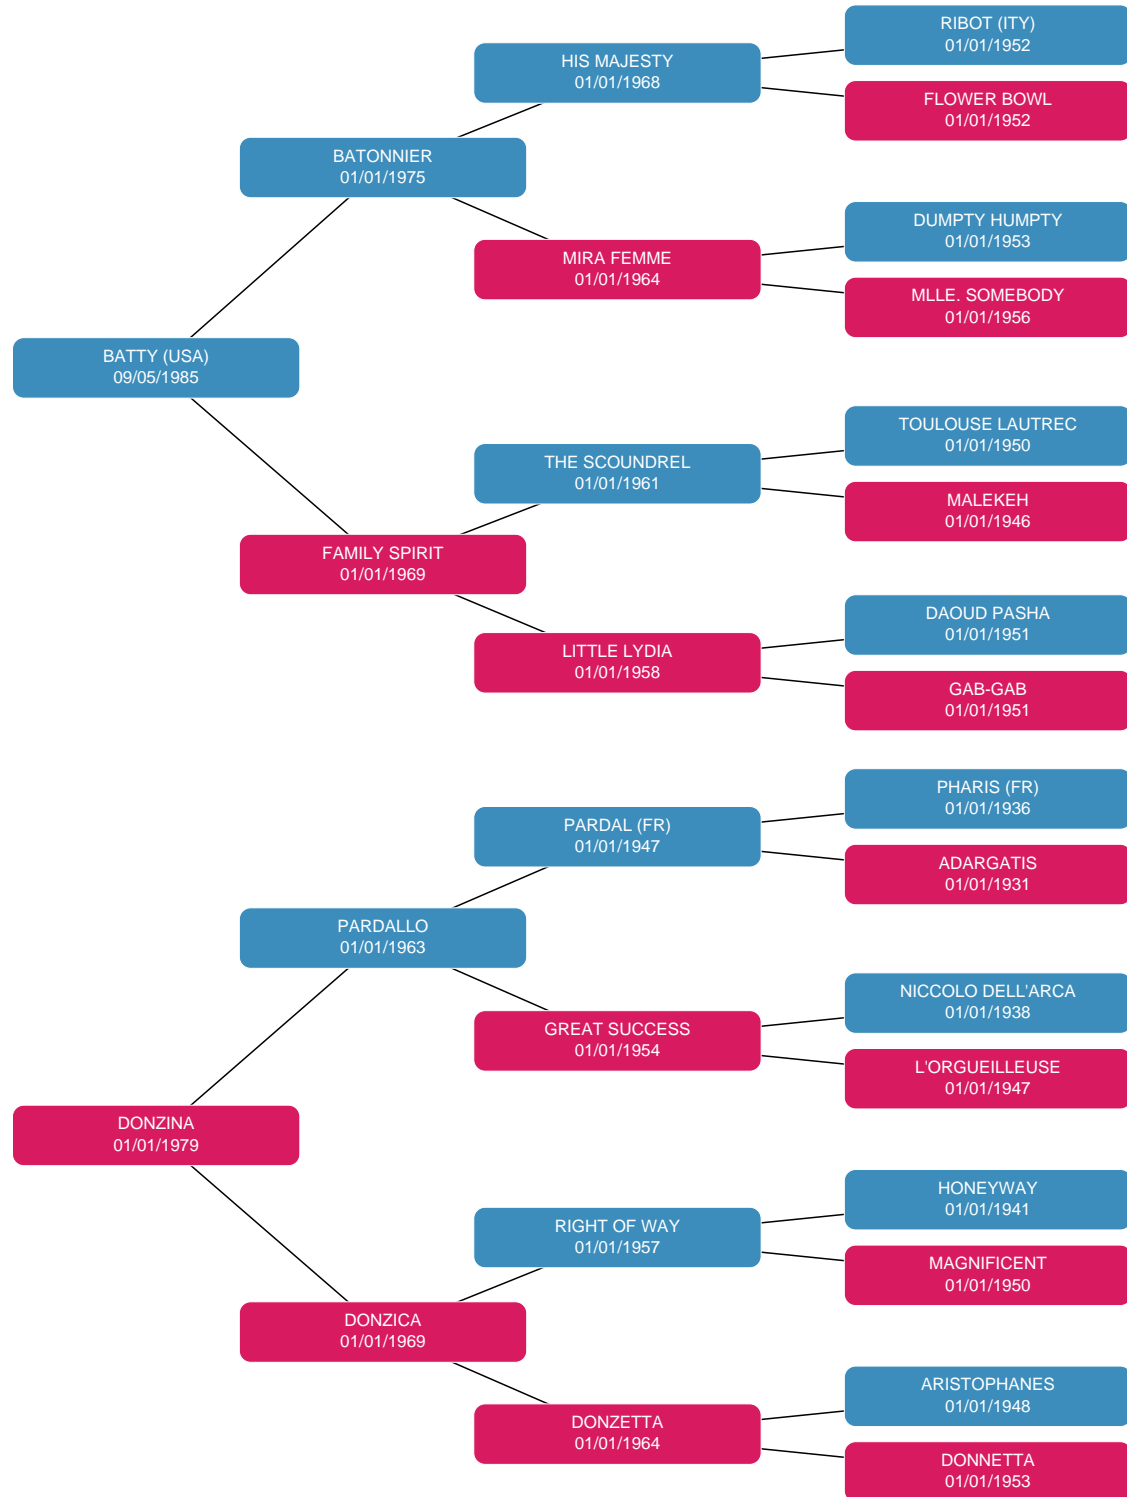 RIBOT (ITY)
01/01/1952
HIS MAJESTY
01/01/1968
FLOWER BOWL
01/01/1952
BATONNIER
01/01/1975
DUMPTY HUMPTY
01/01/1953
MIRA FEMME
01/01/1964
MLLE. SOMEBODY
01/01/1956
BATTY (USA)
09/05/1985
TOULOUSE LAUTREC
01/01/1950
THE SCOUNDREL
01/01/1961
MALEKEH
01/01/1946
FAMILY SPIRIT
01/01/1969
DAOUD PASHA
01/01/1951
LITTLE LYDIA
01/01/1958
GAB-GAB
01/01/1951
PHARIS (FR)
01/01/1936
PARDAL (FR)
01/01/1947
ADARGATIS
01/01/1931
PARDALLO
01/01/1963
NICCOLO DELL'ARCA
01/01/1938
GREAT SUCCESS
01/01/1954
L'ORGUEILLEUSE
01/01/1947
DONZINA
01/01/1979
HONEYWAY
01/01/1941
RIGHT OF WAY
01/01/1957
MAGNIFICENT
01/01/1950
DONZICA
01/01/1969
ARISTOPHANES
01/01/1948
DONZETTA
01/01/1964
DONNETTA
01/01/1953